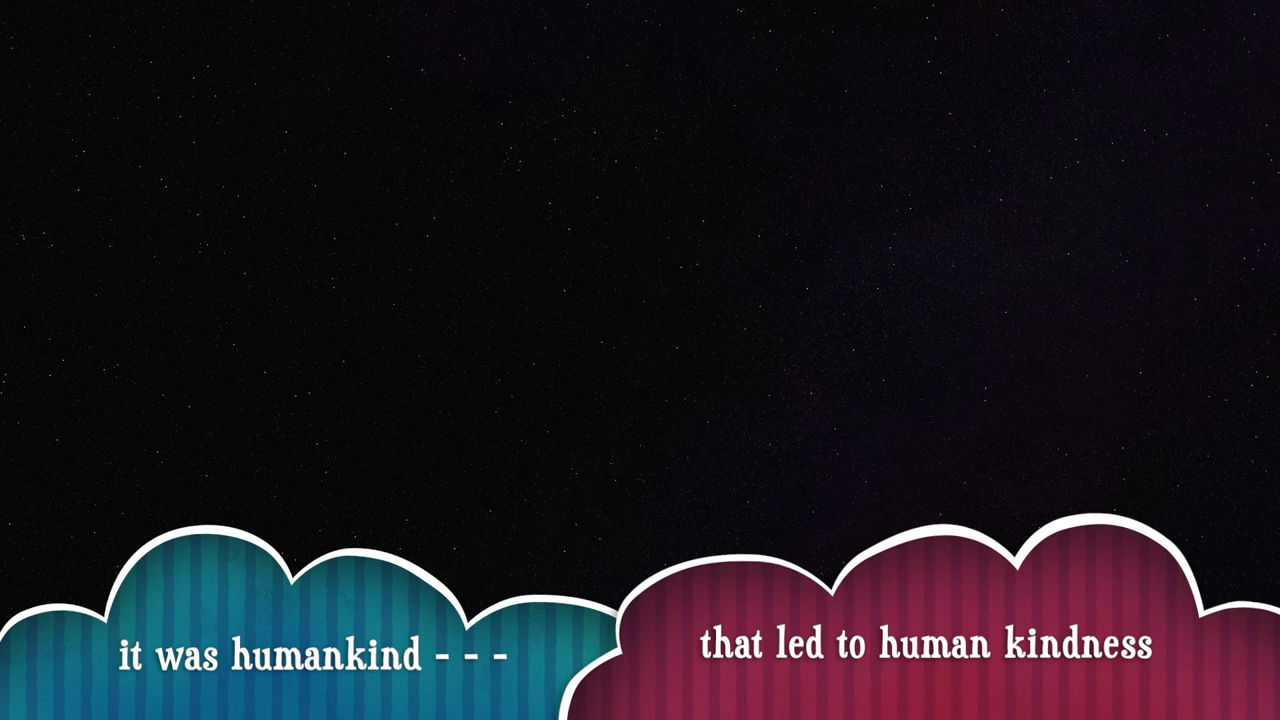 it was humankind - - -
that led to human kindness